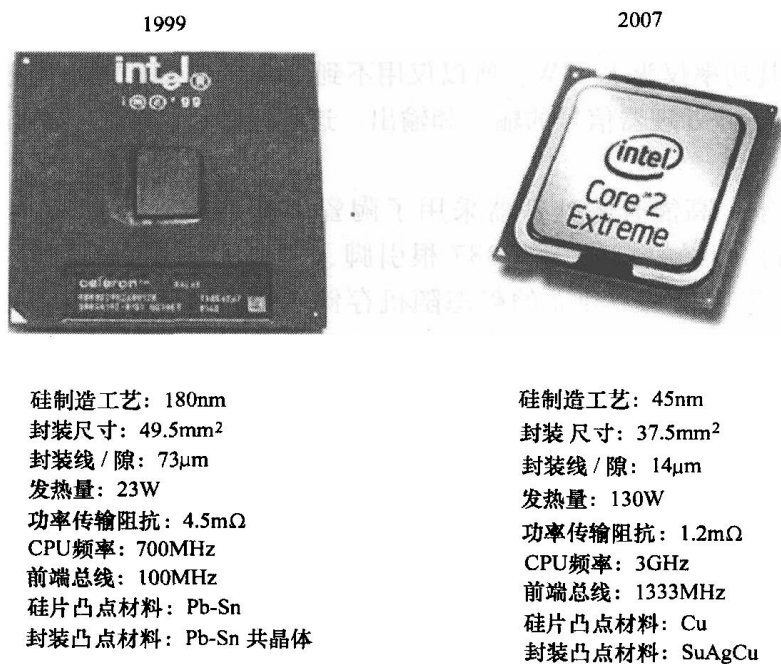 1999
2007
intel®
i Ⓜ Ⓒ '99
celeron™
intel
Core™2
Extreme
硅制造工艺：180nm
封装尺寸：49.5mm²
封装线/隙：73μm
发热量：23W
功率传输阻抗：4.5mΩ
CPU频率：700MHz
前端总线：100MHz
硅片凸点材料：Pb-Sn
封装凸点材料：Pb-Sn 共晶体
硅制造工艺：45nm
封装 尺寸：37.5mm²
封装线/隙：14μm
发热量：130W
功率传输阻抗：1.2mΩ
CPU频率：3GHz
前端总线：1333MHz
硅片凸点材料：Cu
封装凸点材料：SuAgCu